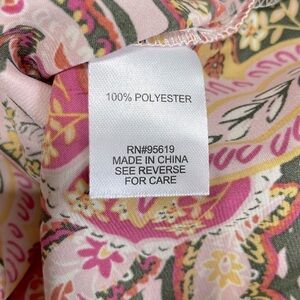 100% POLYESTER
RN#95619
MADE IN CHINA
SEE REVERSE
FOR CARE